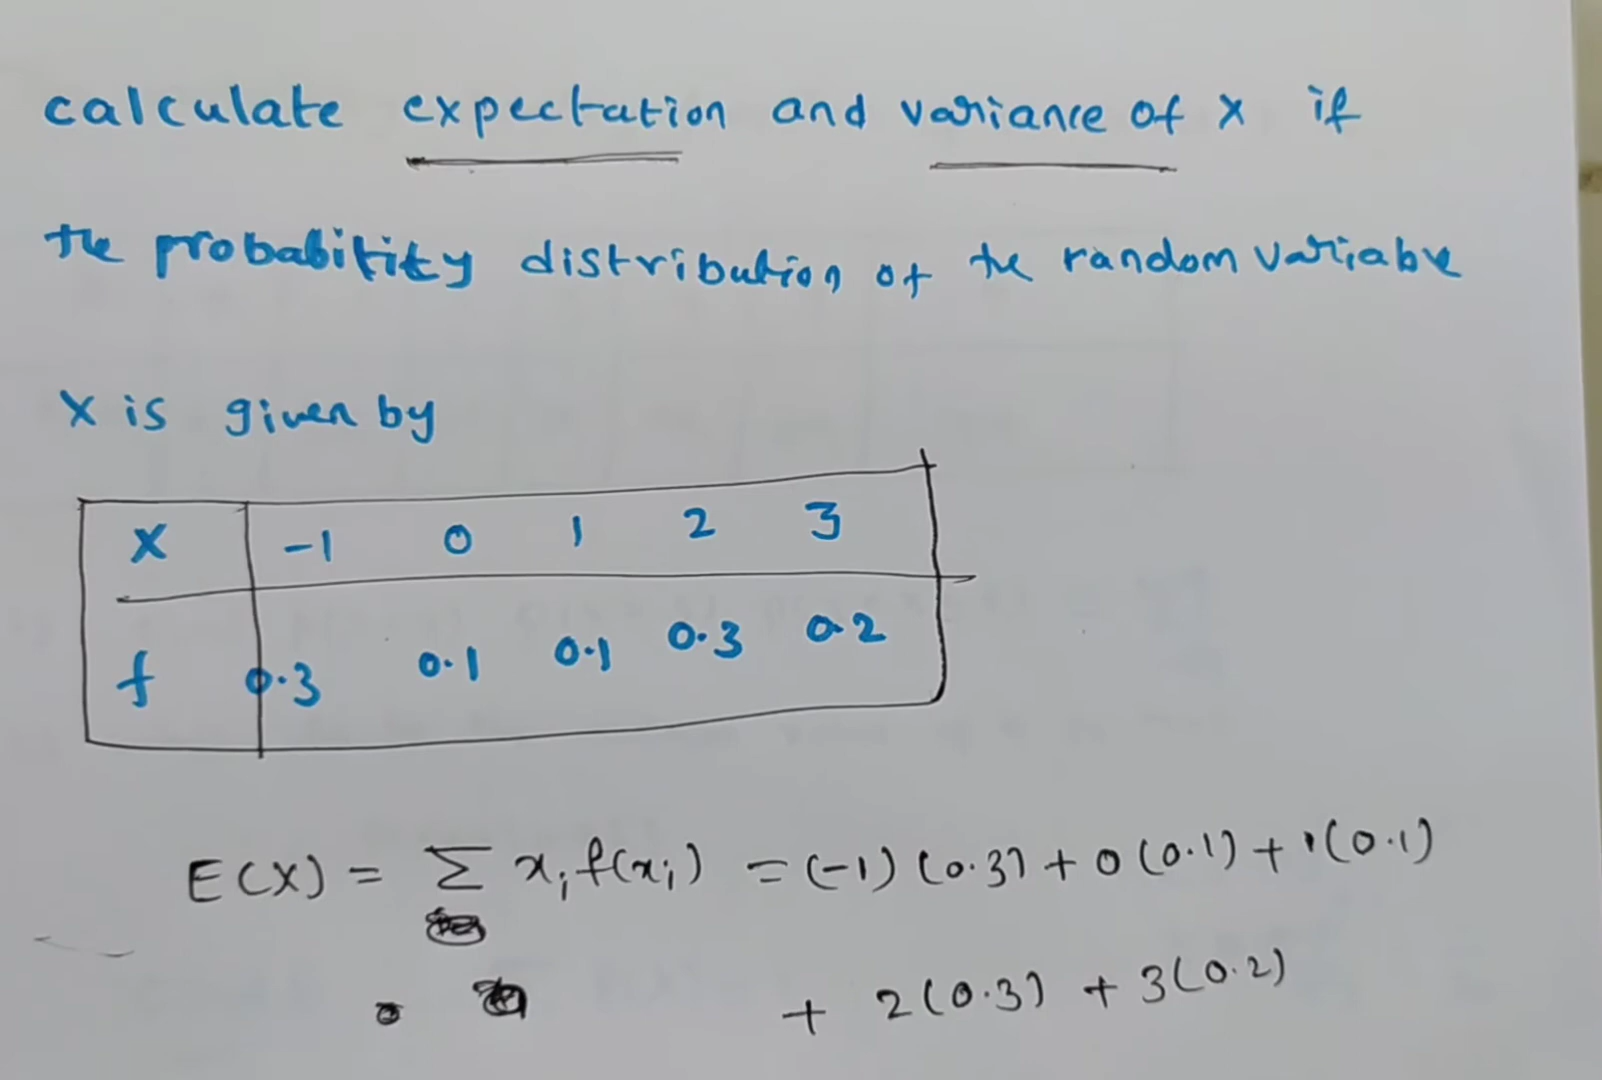 calculate expectation and variance of x if
the probability distribution of the random variable
X is given by
X -1 0 1 2 3
f 0.3 0.1 0.1 0.3 0.2
E(X) = Σ xᵢ f(xᵢ) = (-1) (0.3) + 0 (0.1) + 1 (0.1)
+ 2 (0.3) + 3 (0.2)